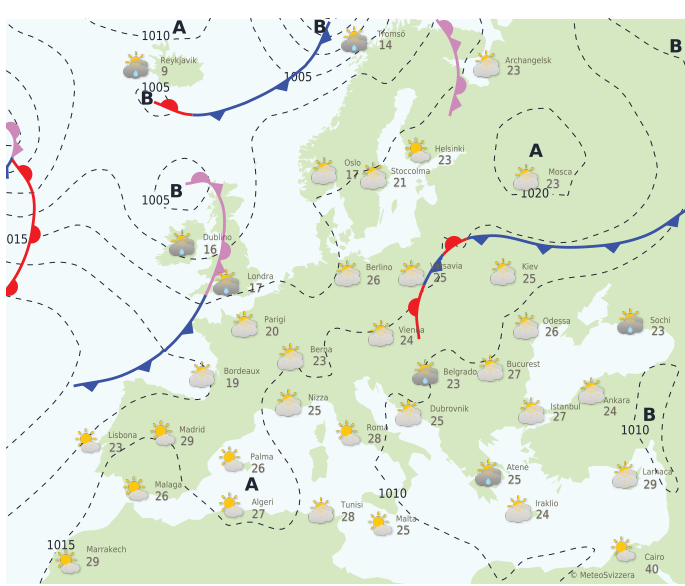 1010
A
B
Tromsö
14
B
Reykjavik
9
1005
1005
B
Archangelsk
23
A
Oslo
17
Stoccolma
21
Helsinki
23
Mosca
23
1020
1005
B
015
Dublino
16
Londra
17
Berlino
26
Varsavia
25
Kiev
25
Parigi
20
Berna
23
Vienna
24
Odessa
26
Sochi
23
Bordeaux
19
Belgrado
23
Bucurest
27
Nizza
25
Dubrovnik
25
Istanbul
27
Ankara
24
B
1010
Lisbona
23
Madrid
29
Roma
28
Palma
26
Atene
25
Larnaca
29
Malaga
26
A
Algeri
27
1010
Tunisi
28
Malta
25
Iraklio
24
1015
Marrakech
29
Cairo
40
© MeteoSvizzera